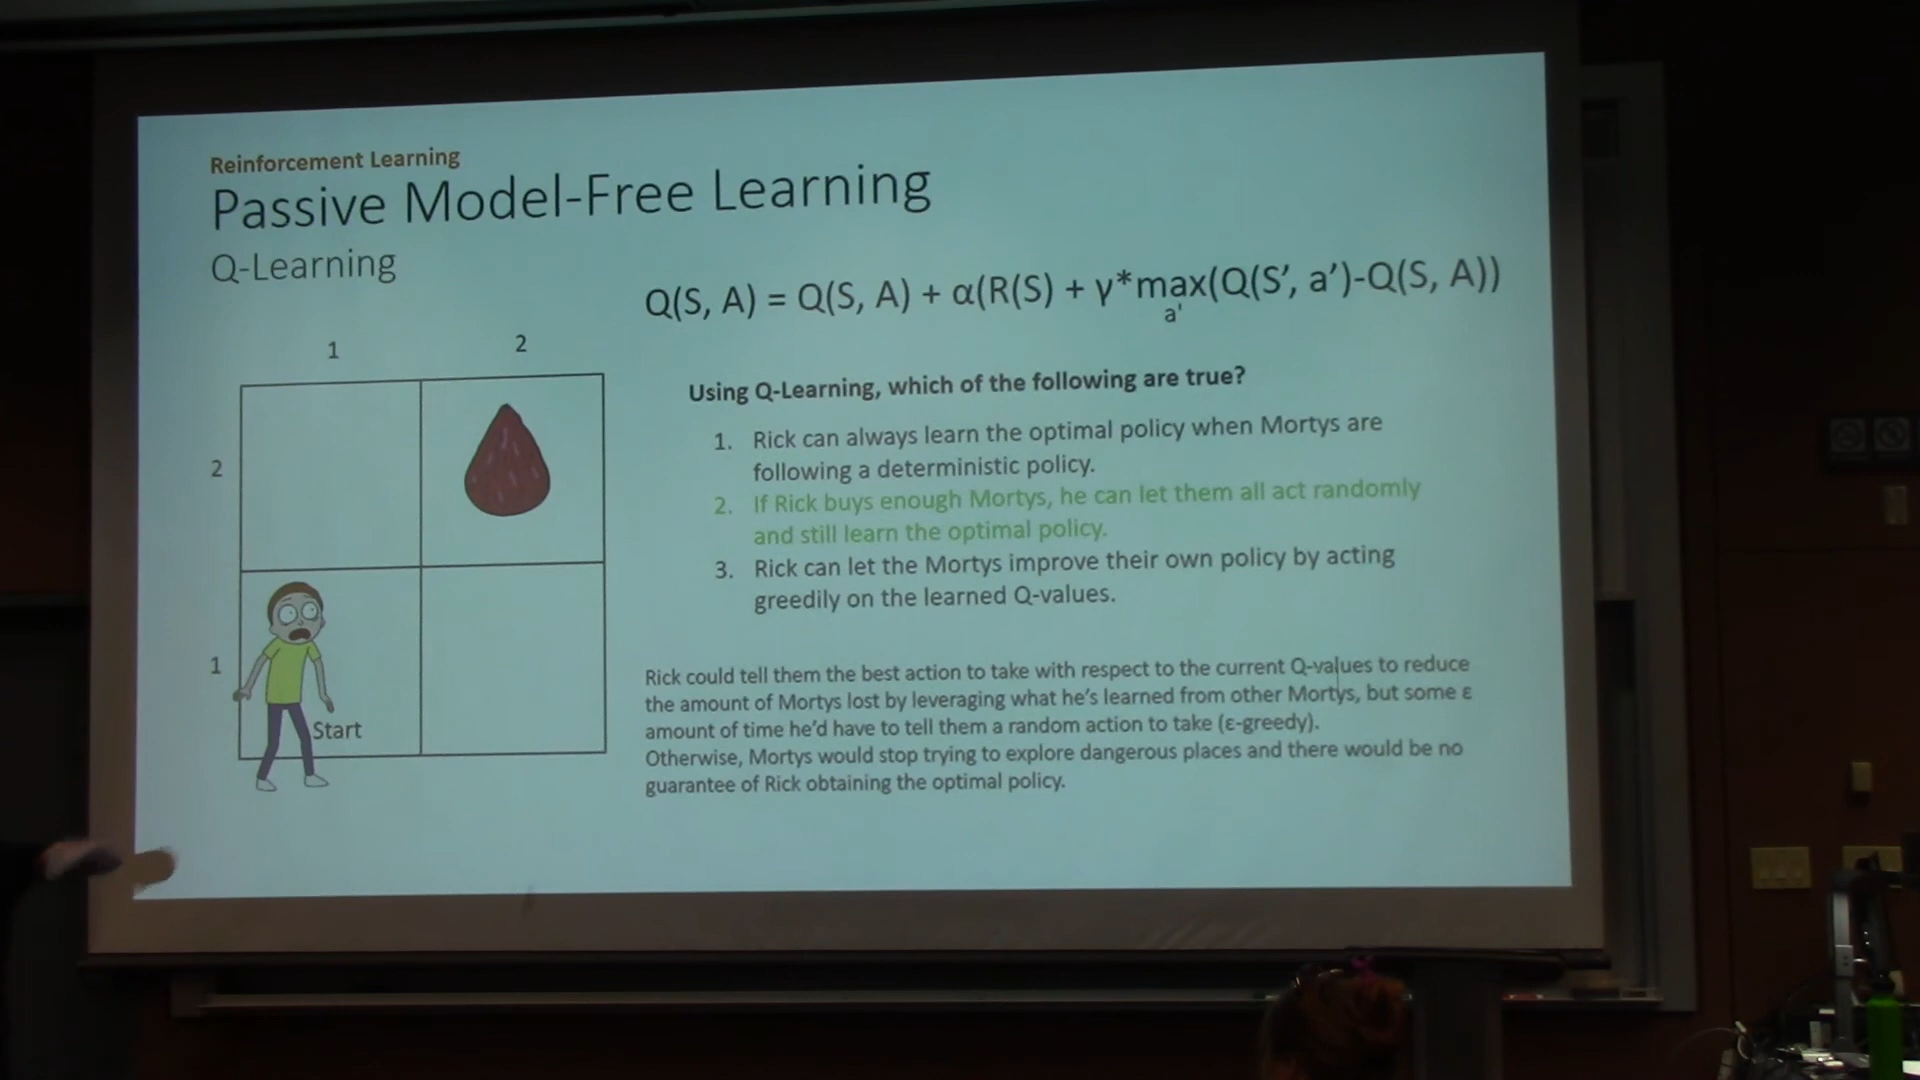 Reinforcement Learning
Passive Model-Free Learning
Q-Learning
Q(S, A) = Q(S, A) + α(R(S) + γ*max(Q(S’, a’)-Q(S, A))
a'
1 2
2
1
Start
Using Q-Learning, which of the following are true?
1. Rick can always learn the optimal policy when Mortys are
following a deterministic policy.
2. If Rick buys enough Mortys, he can let them all act randomly
and still learn the optimal policy.
3. Rick can let the Mortys improve their own policy by acting
greedily on the learned Q-values.
Rick could tell them the best action to take with respect to the current Q-values to reduce
the amount of Mortys lost by leveraging what he’s learned from other Mortys, but some ε
amount of time he’d have to tell them a random action to take (ε-greedy).
Otherwise, Mortys would stop trying to explore dangerous places and there would be no
guarantee of Rick obtaining the optimal policy.